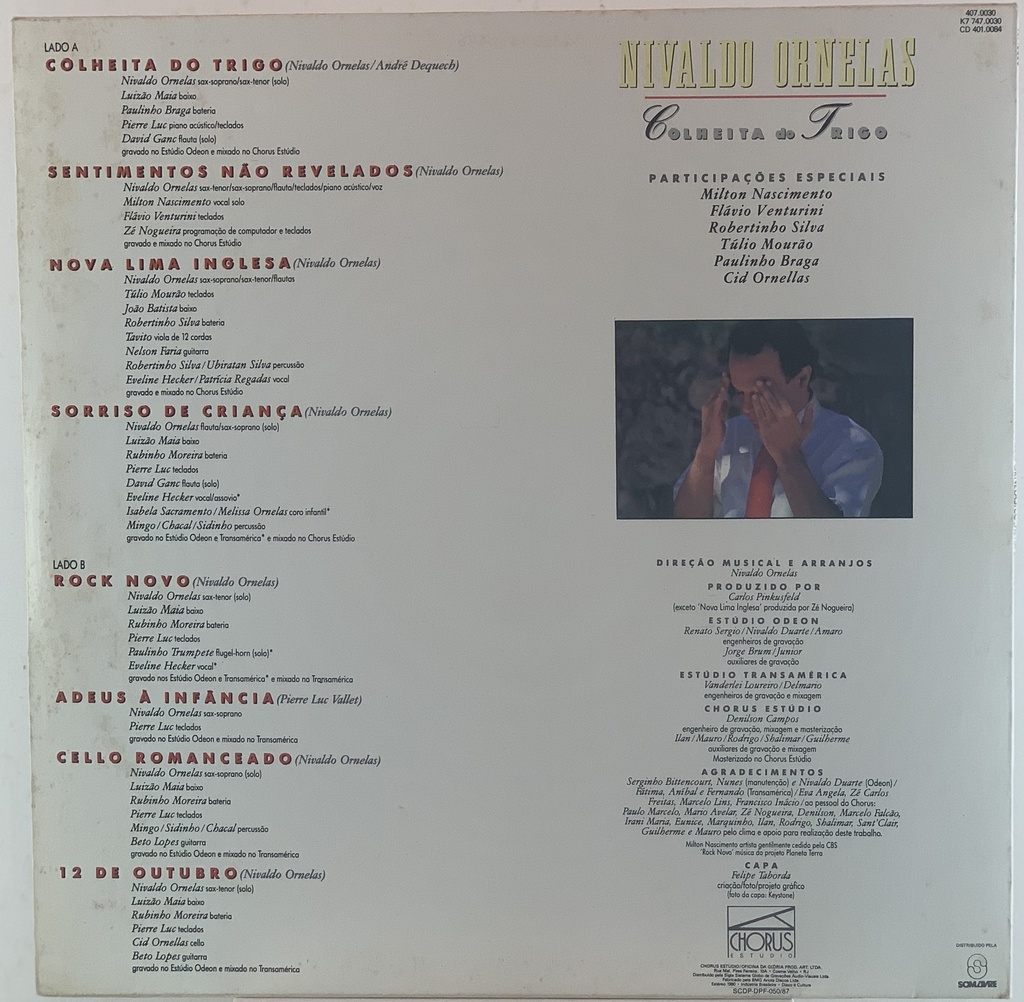 LADO A
COLHEITA DO TRIGO (Nivaldo Ornelas/André Dequech)
Nivaldo Ornelas sax-soprano/sax-tenor (solo)
Luizão Maia baixo
Paulinho Braga bateria
Pierre Luc piano acústico/teclados
David Ganc flauta (solo)
gravado no Estúdio Odeon e mixado no Chorus Estúdio
SENTIMENTOS NÃO REVELADOS (Nivaldo Ornelas)
Nivaldo Ornelas sax-tenor/sax-soprano/flauta/teclados/piano acústico/voz
Milton Nascimento vocal solo
Flávio Venturini teclados
Zé Nogueira programação de computador e teclados
gravado e mixado no Chorus Estúdio
NOVA LIMA INGLESA (Nivaldo Ornelas)
Nivaldo Ornelas sax-soprano/sax-tenor/flautas
Túlio Mourão teclados
João Batista baixo
Robertinho Silva bateria
Tavito viola de 12 cordas
Nelson Faria guitarra
Robertinho Silva/Ubiratan Silva percussão
Eveline Hecker/Patrícia Regadas vocal
gravado e mixado no Chorus Estúdio
SORRISO DE CRIANÇA (Nivaldo Ornelas)
Nivaldo Ornelas flauta/sax-soprano (solo)
Luizão Maia baixo
Rubinho Moreira bateria
Pierre Luc teclados
David Ganc flauta (solo)
Eveline Hecker vocal/assovio*
Isabela Sacramento/Melissa Ornelas coro infantil*
Mingo/Chacal/Sidinho percussão
gravado no Estúdio Odeon e Transamérica* e mixado no Chorus Estúdio
LADO B
ROCK NOVO (Nivaldo Ornelas)
Nivaldo Ornelas sax-tenor (solo)
Luizão Maia baixo
Rubinho Moreira bateria
Pierre Luc teclados
Paulinho Trumpete flugel-horn (solo)*
Eveline Hecker vocal*
gravado nos Estúdio Odeon e Transamérica* e mixado na Transamérica
ADEUS À INFÂNCIA (Pierre Luc Vallet)
Nivaldo Ornelas sax-soprano
Pierre Luc teclados
gravado no Estúdio Odeon e mixado no Transamérica
CELLO ROMANCEADO (Nivaldo Ornelas)
Nivaldo Ornelas sax-soprano (solo)
Luizão Maia baixo
Rubinho Moreira bateria
Pierre Luc teclados
Mingo/Sidinho/Chacal percussão
Beto Lopes guitarra
gravado no Estúdio Odeon e mixado no Transamérica
12 DE OUTUBRO (Nivaldo Ornelas)
Nivaldo Ornelas sax-tenor (solo)
Luizão Maia baixo
Rubinho Moreira bateria
Pierre Luc teclados
Cid Ornellas cello
Beto Lopes guitarra
gravado no Estúdio Odeon e mixado no Transamérica
407.0030
K7 747.0030
CD 401.0084
NIVALDO ORNELAS
COLHEITA do TRIGO
PARTICIPAÇÕES ESPECIAIS
Milton Nascimento
Flávio Venturini
Robertinho Silva
Túlio Mourão
Paulinho Braga
Cid Ornellas
DIREÇÃO MUSICAL E ARRANJOS
Nivaldo Ornelas
PRODUZIDO POR
Carlos Pinkusfeld
(exceto 'Nova Lima Inglesa' produzida por Zé Nogueira)
ESTÚDIO ODEON
Renato Sergio/Nivaldo Duarte/Amaro
engenheiros de gravação
Jorge Brum/Junior
auxiliares de gravação
ESTÚDIO TRANSAMÉRICA
Vanderlei Loureiro/Delmario
engenheiros de gravação e mixagem
CHORUS ESTÚDIO
Denilson Campos
engenheiro de gravação, mixagem e masterização
Ilan/Mauro/Rodrigo/Shalimar/Guilherme
auxiliares de gravação e mixagem
Masterizado no Chorus Estúdio
AGRADECIMENTOS
Serginho Bittencourt, Nunes (manutenção) e Nivaldo Duarte (Odeon)/
Fátima, Anibal e Fernando (Transamérica)/Eva Angela, Zé Carlos
Freitas, Marcelo Lins, Francisco Inácio/ao pessoal do Chorus:
Paulo Marcelo, Mario Avelar, Zé Nogueira, Denilson, Marcelo Falcão,
Irani Maria, Eunice, Marquinho, Ilan, Rodrigo, Shalimar, Sant'Clair,
Guilherme e Mauro pelo clima e apoio para realização deste trabalho.
Milton Nascimento artista gentilmente cedido pela CBS
'Rock Novo' música do projeto Planeta Terra
CAPA
Felipe Taborda
criação/foto/projeto gráfico
(foto da capa: Keystone)
CHORUS
ESTÚDIO
CHORUS ESTÚDIO/OFICINA DA GLÓRIA PROD. ART. LTDA.
SCDP-DPF-050/87
DISTRIBUÍDO PELA
SOM LIVRE